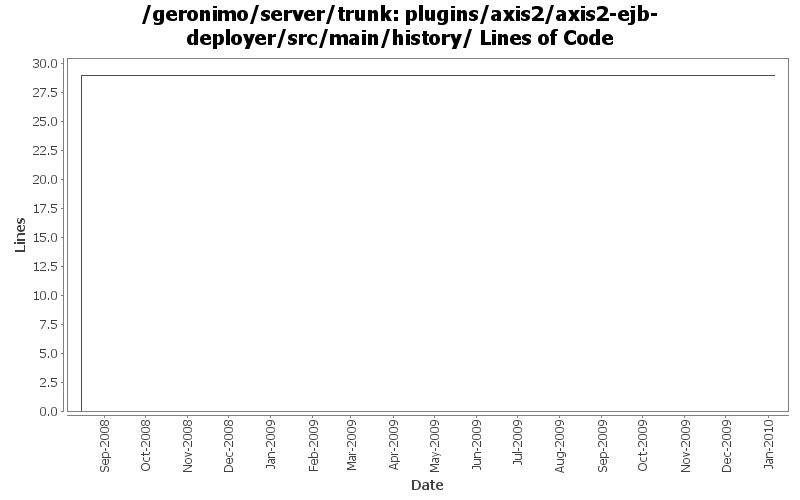 /geronimo/server/trunk: plugins/axis2/axis2-ejb-
deployer/src/main/history/ Lines of Code
30.0
27.5
25.0
22.5
20.0
17.5
15.0
12.5
10.0
7.5
5.0
2.5
0.0
Lines
Sep-2008
Oct-2008
Nov-2008
Dec-2008
Jan-2009
Feb-2009
Mar-2009
Apr-2009
May-2009
Jun-2009
Jul-2009
Aug-2009
Sep-2009
Oct-2009
Nov-2009
Dec-2009
Jan-2010
Date